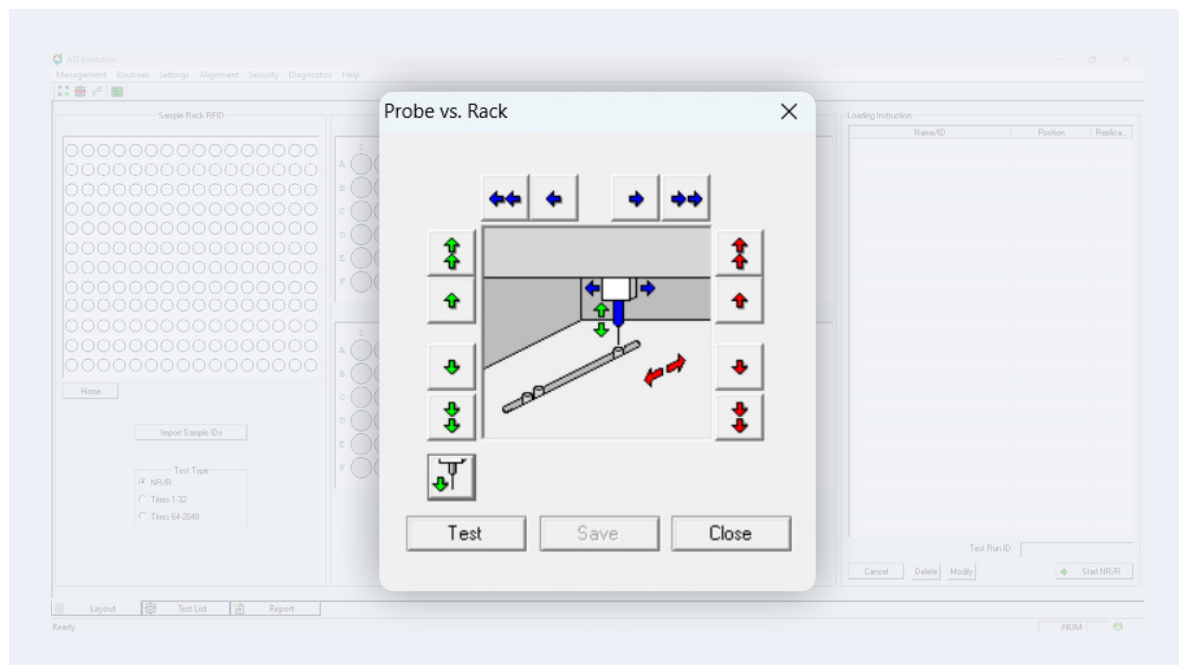 ASI Evolution
Management Routines Settings Alignment Security Diagnostics Help
Sample Rack RFID
Probe vs. Rack
Loading Instruction
Name/ID Position Replica...
1
A
B
C
D
E
F
1
A
B
C
D
E
F
Home
Import Sample IDs
Test Type
NR/R
Titers 1-32
Titers 64-2048
Test Save Close
Test Run ID:
Cancel Delete Modify Start NR/R
Layout Test List Report
Ready NUM